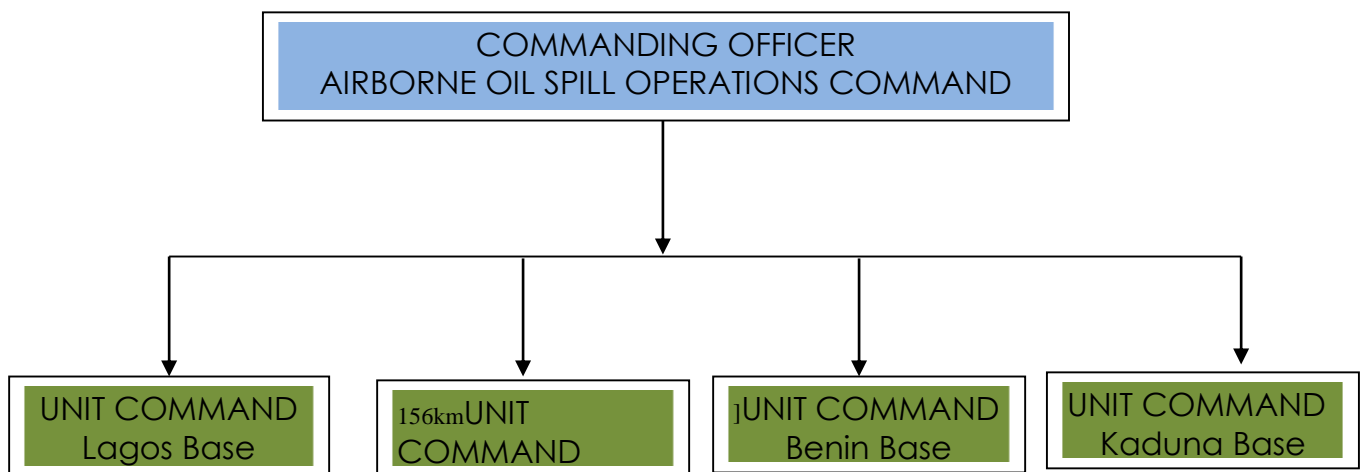 COMMANDING OFFICER
AIRBORNE OIL SPILL OPERATIONS COMMAND
UNIT COMMAND
Lagos Base
156kmUNIT
COMMAND
]UNIT COMMAND
Benin Base
UNIT COMMAND
Kaduna Base